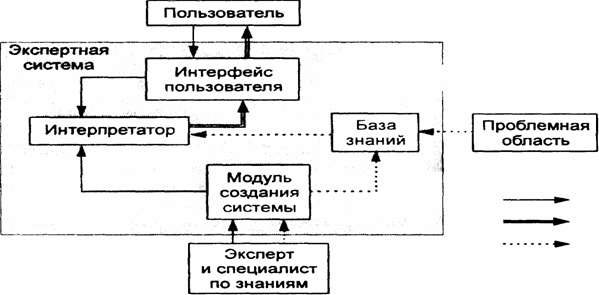 Пользователь
Экспертная
система
Интерфейс
пользователя
Интерпретатор
База
знаний
Проблемная
область
Модуль
создания
системы
Эксперт
и специалист
по знаниям